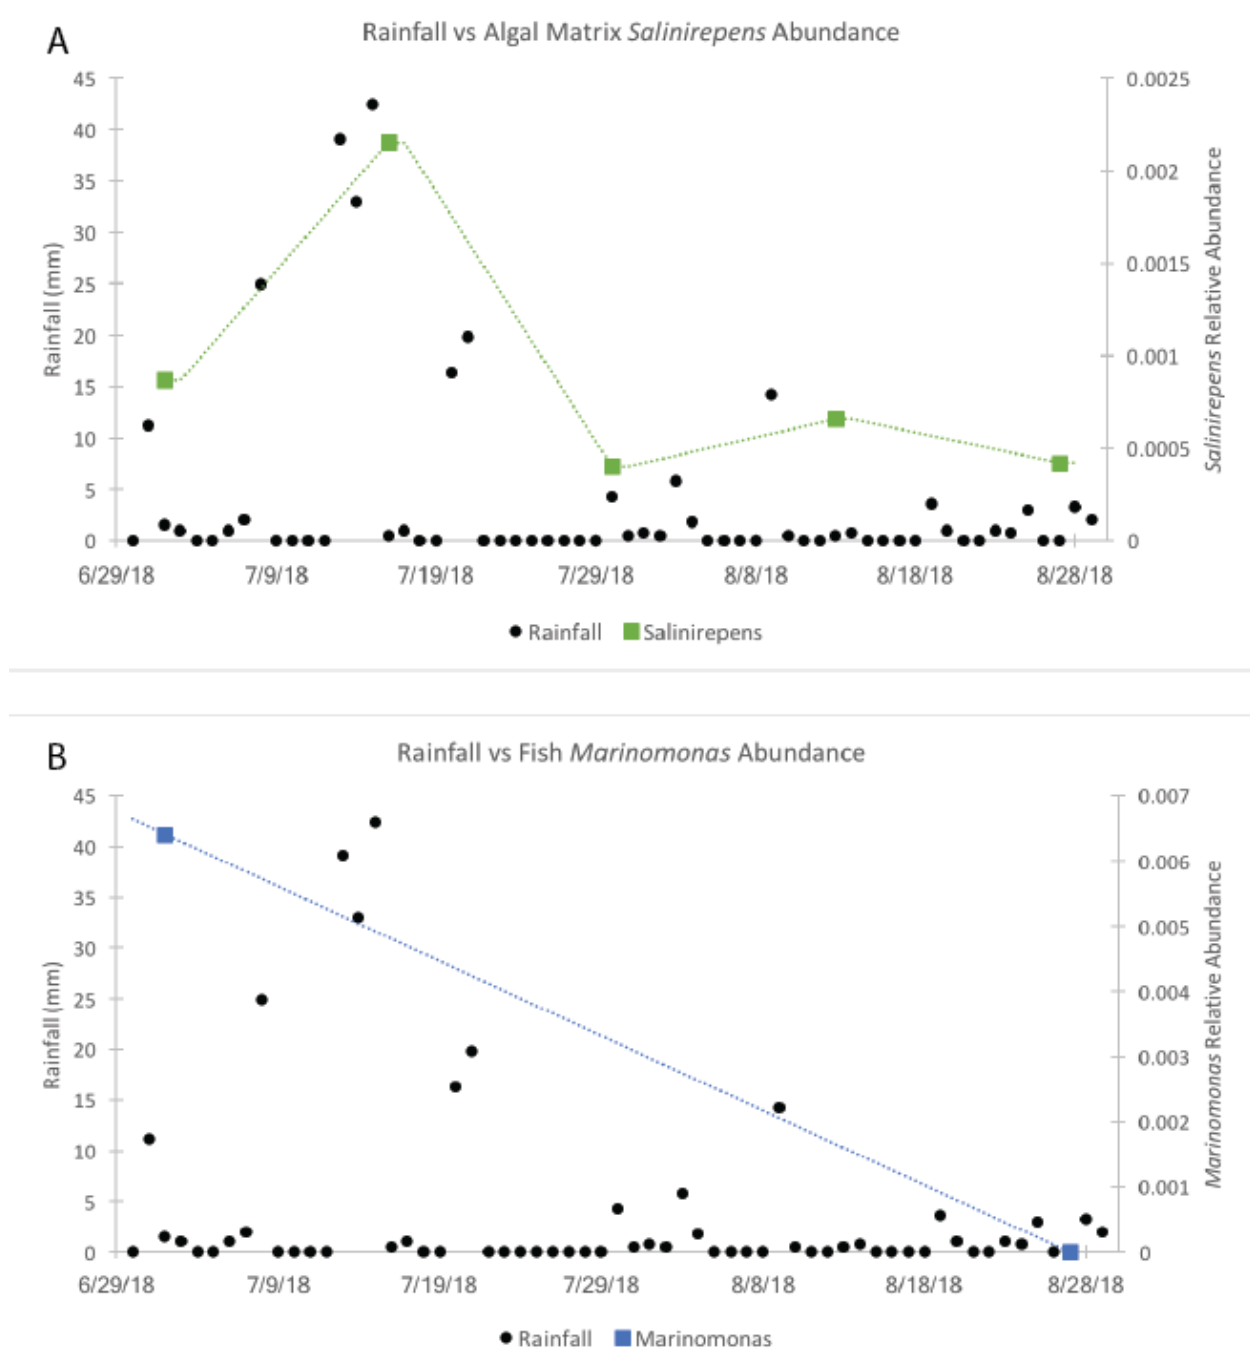 A
Rainfall vs Algal Matrix Salinirepens Abundance
45
40
35
30
25
20
15
10
5
0
Rainfall (mm)
0.0025
0.002
0.0015
0.001
0.0005
0
Salinirepens Relative Abundance
6/29/18 7/9/18 7/19/18 7/29/18 8/8/18 8/18/18 8/28/18
Rainfall Salinirepens
B
Rainfall vs Fish Marinomonas Abundance
45
40
35
30
25
20
15
10
5
0
Rainfall (mm)
0.007
0.006
0.005
0.004
0.003
0.002
0.001
0
Marinomonas Relative Abundance
6/29/18 7/9/18 7/19/18 7/29/18 8/8/18 8/18/18 8/28/18
Rainfall Marinomonas